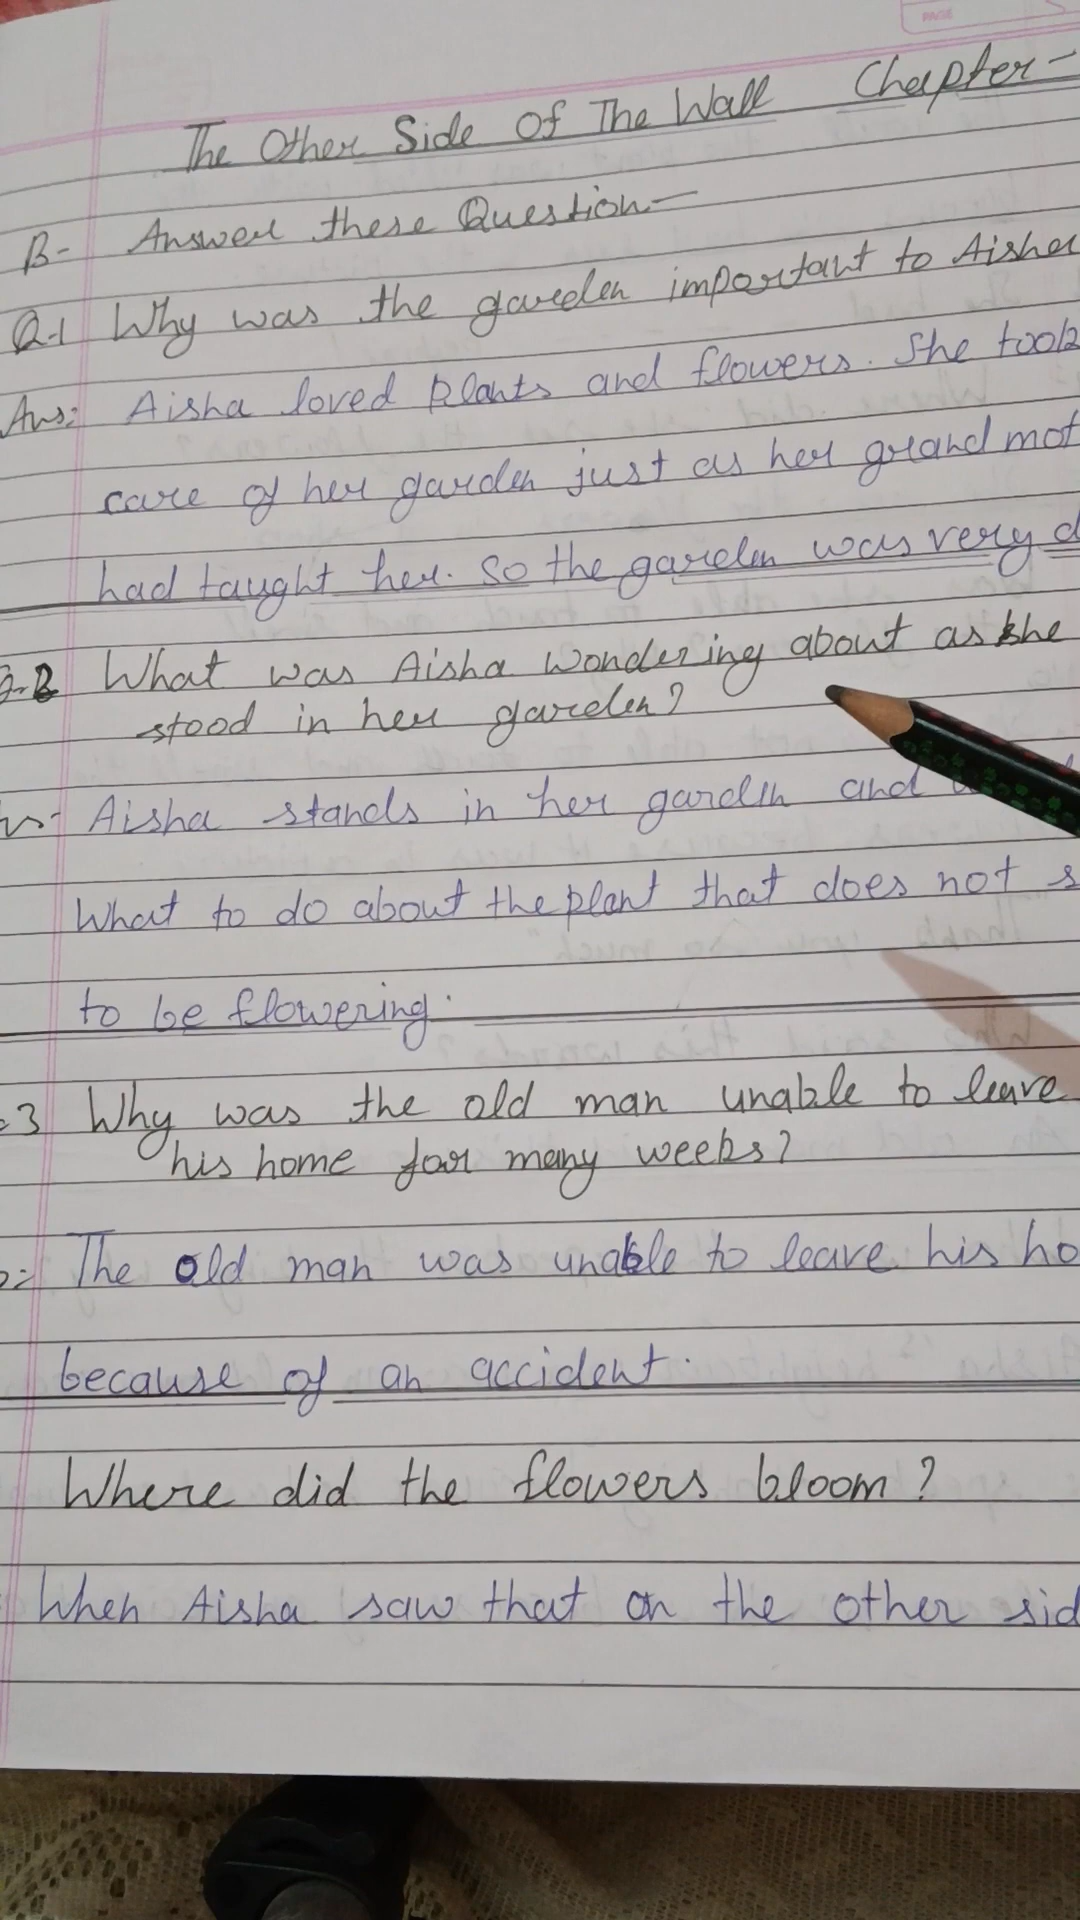 PAGE
The Other Side Of The Wall Chapter-
B- Answer these Question-
Q-1 Why was the garden important to Aisha
Ans: Aisha loved plants and flowers. She took
care of her garden just as her grand mot
had taught her. So the garden was very d
Q-2 What was Aisha wondering about as she
stood in her garden?
Aisha stands in her garden and
What to do about the plant that does not s
to be flowering.
3 Why was the old man unable to leave
his home for many weeks?
The old man was unable to leave his ho
because of an accident.
Where did the flowers bloom?
When Aisha saw that on the other sid